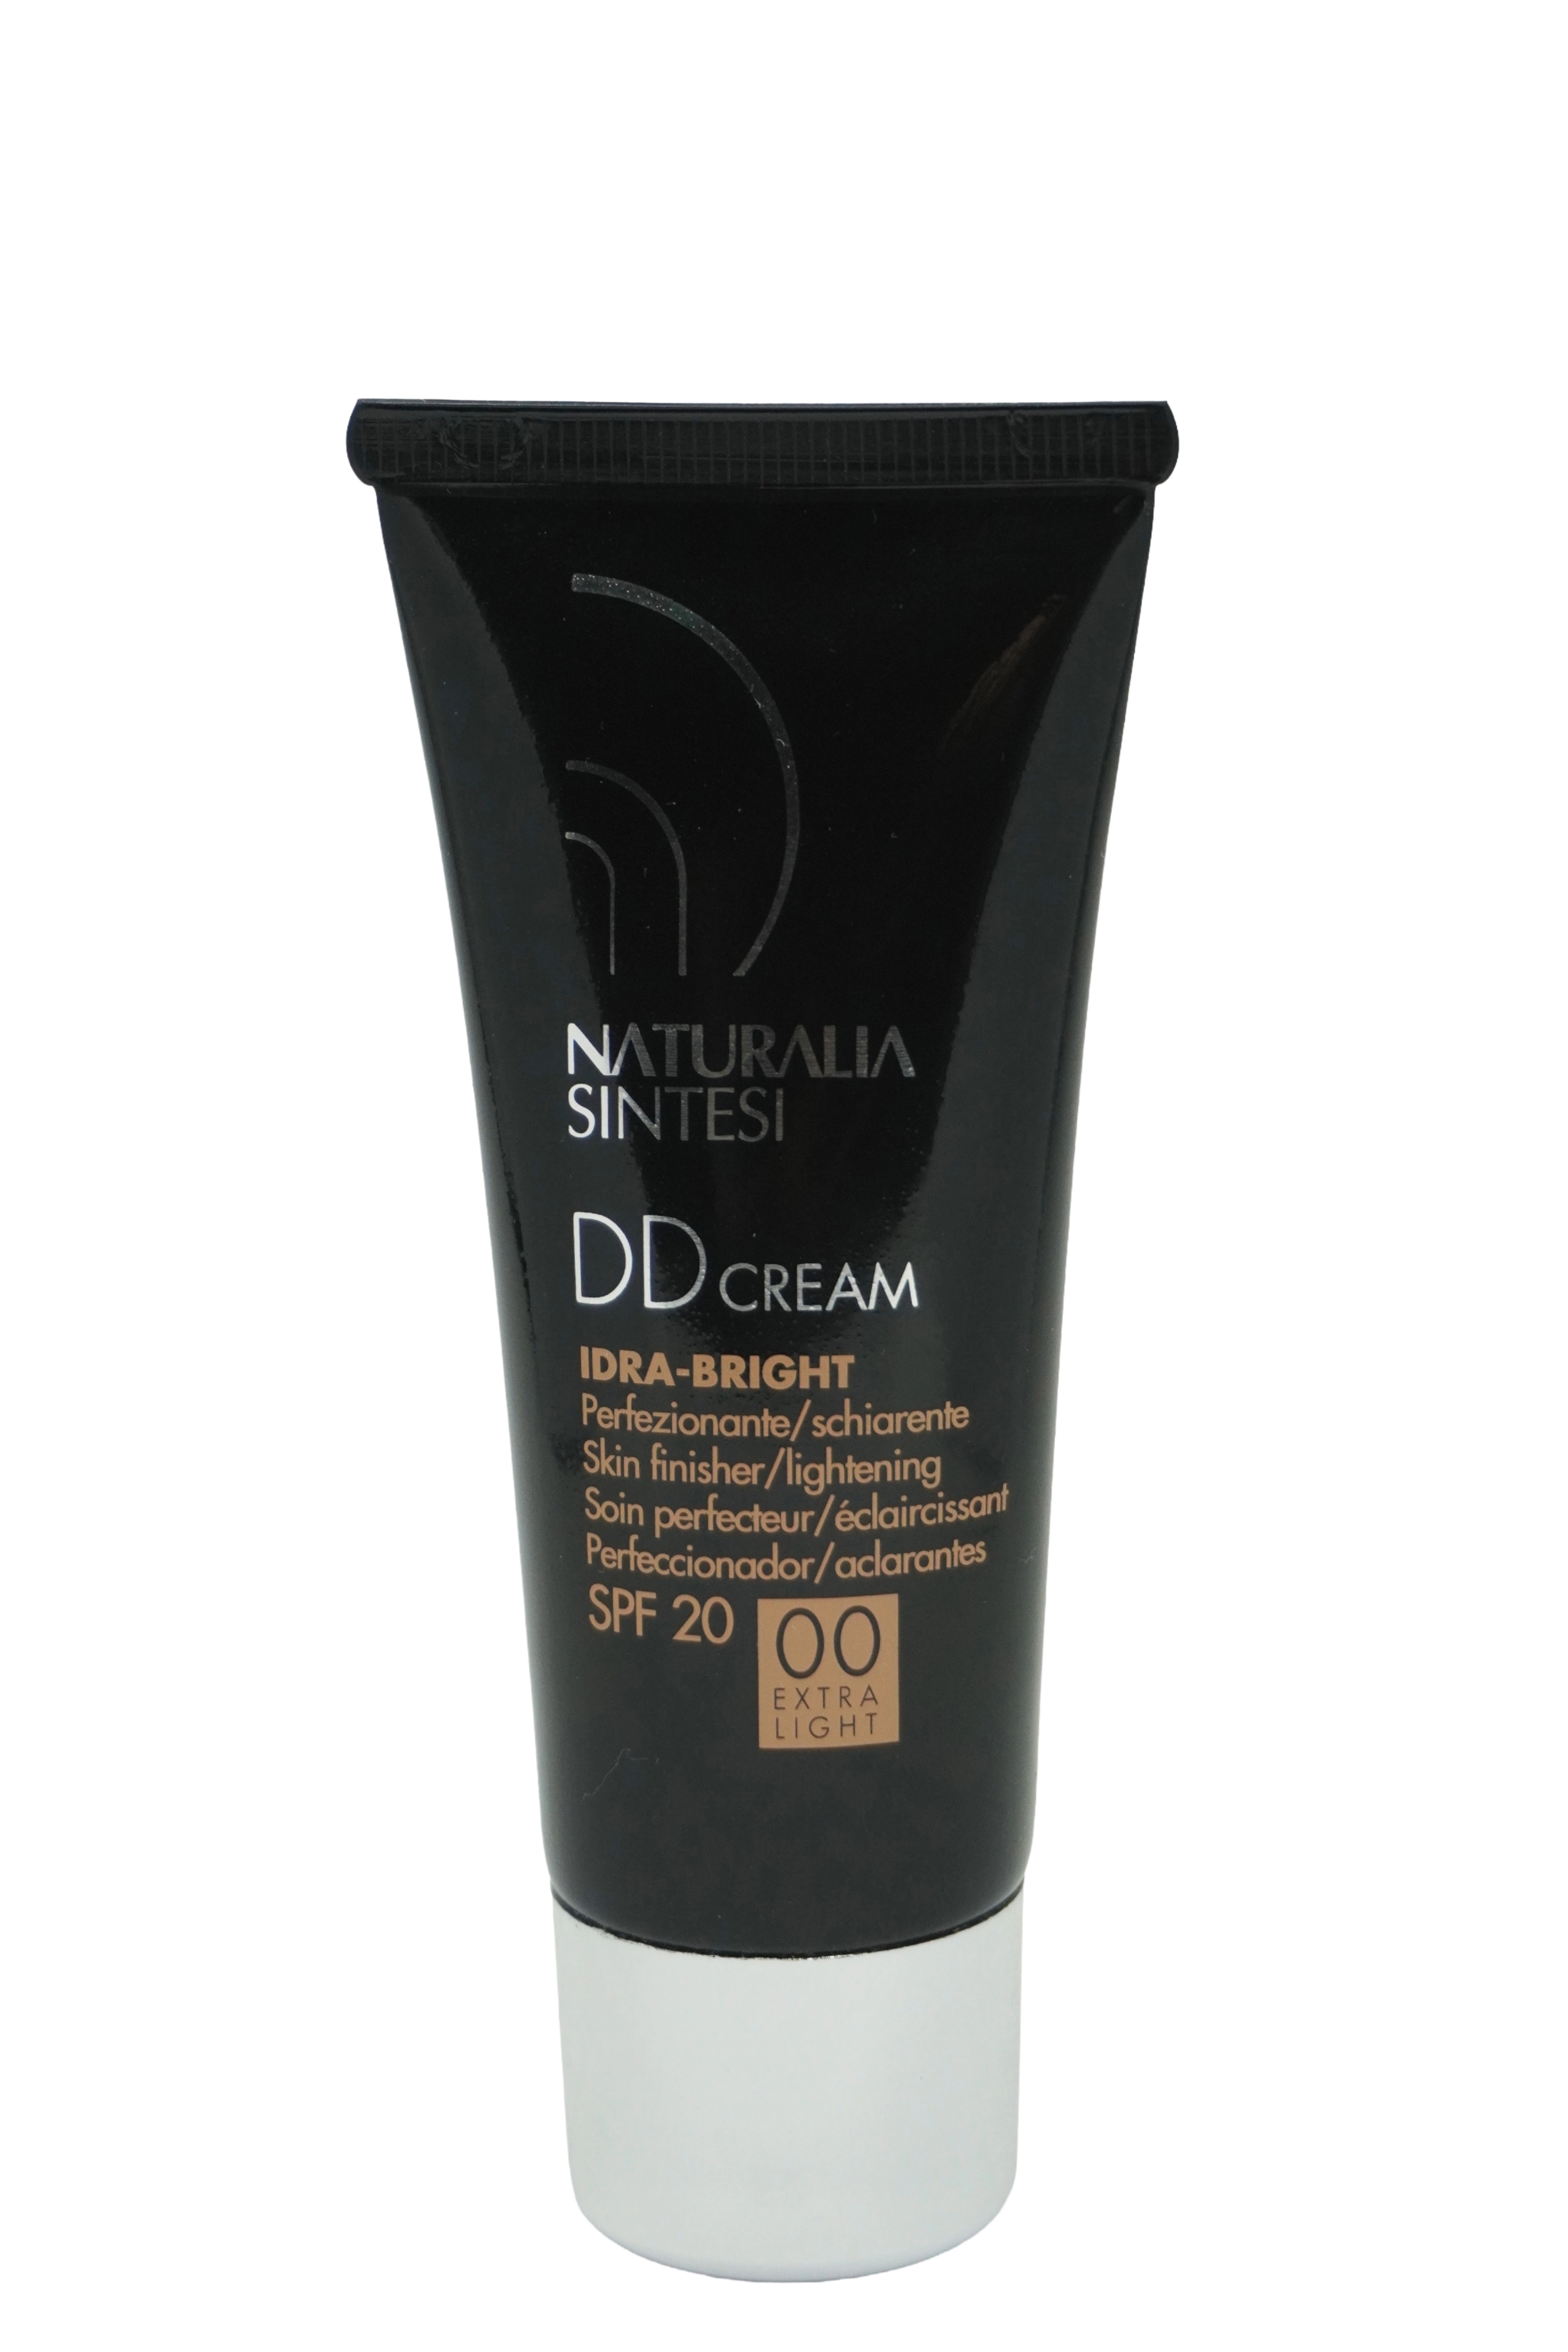 NATURALIA
SINTESI
DD CREAM
IDRA-BRIGHT
Perfezionante/schiarente
Skin finisher/lightening
Soin perfecteur/éclaircissant
Perfeccionador/aclarantes
SPF 20
00
EXTRA
LIGHT